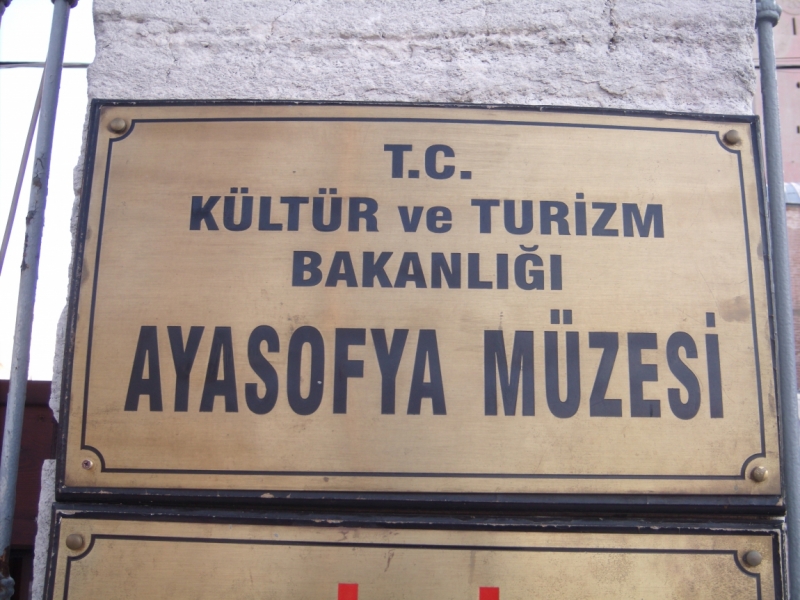 T.C.
KÜLTÜR ve TURİZM
BAKANLIĞI
AYASOFYA MÜZESİ